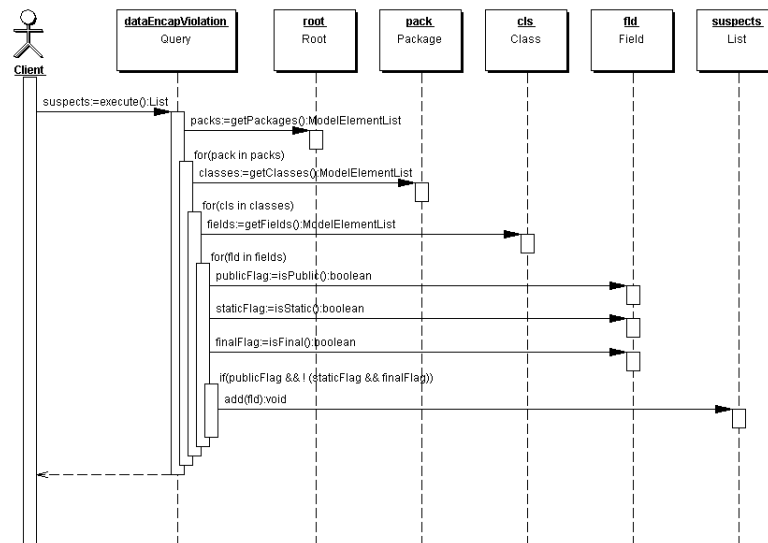 dataEncapViolation
Query
root
Root
pack
Package
cls
Class
fld
Field
suspects
List
Client
suspects:=execute():List
packs:=getPackages():ModelElementList
for(pack in packs)
classes:=getClasses():ModelElementList
for(cls in classes)
fields:=getFields():ModelElementList
for(fld in fields)
publicFlag:=isPublic():boolean
staticFlag:=isStatic():boolean
finalFlag:=isFinal():boolean
if(publicFlag && ! (staticFlag && finalFlag))
add(fld):void